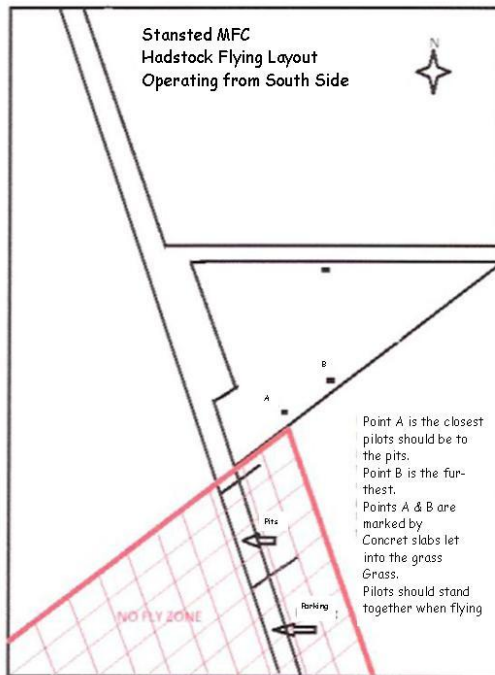 Stansted MFC
Hadstock Flying Layout
Operating from South Side
N
B
A
Point A is the closest
pilots should be to
the pits.
Point B is the fur-
thest.
Points A & B are
marked by
Concret slabs let
into the grass
Grass.
Pilots should stand
together when flying
Pits
Parking
NO FLY ZONE